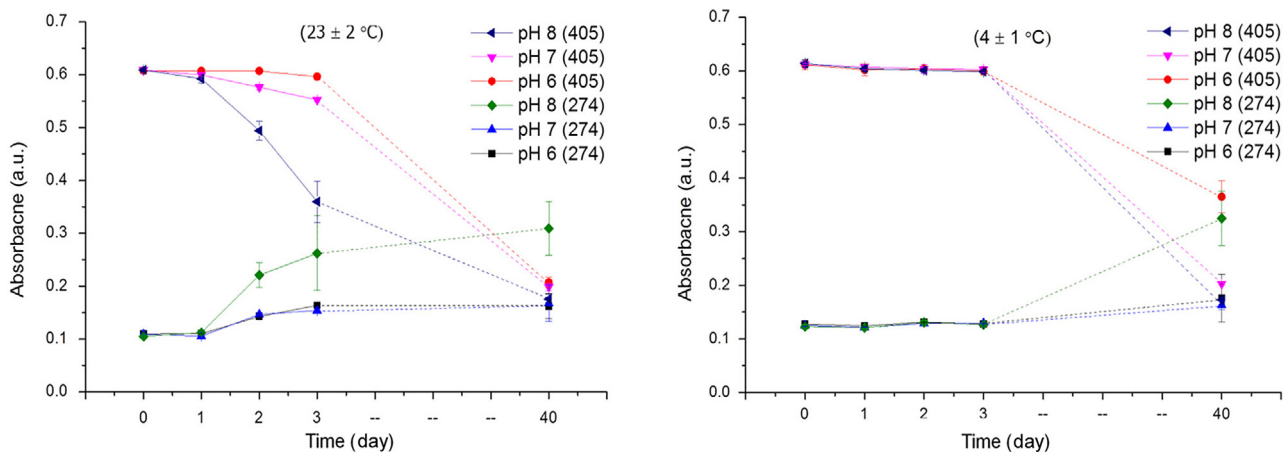 (23 ± 2 °C)
pH 8 (405)
pH 7 (405)
pH 6 (405)
pH 8 (274)
pH 7 (274)
pH 6 (274)
Absorbacne (a.u.)
0.7
0.6
0.5
0.4
0.3
0.2
0.1
0.0
0 1 2 3 -- -- -- 40
Time (day)
(4 ± 1 °C)
pH 8 (405)
pH 7 (405)
pH 6 (405)
pH 8 (274)
pH 7 (274)
pH 6 (274)
Absorbacne (a.u.)
0.7
0.6
0.5
0.4
0.3
0.2
0.1
0.0
0 1 2 3 -- -- -- 40
Time (day)